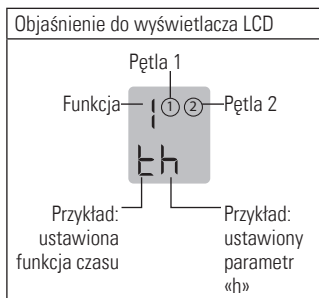 Objaśnienie do wyświetlacza LCD
Pętla 1
Funkcja
1 ① ②
Pętla 2
th
Przykład:
ustawiona
funkcja czasu
Przykład:
ustawiony
parametr
«h»